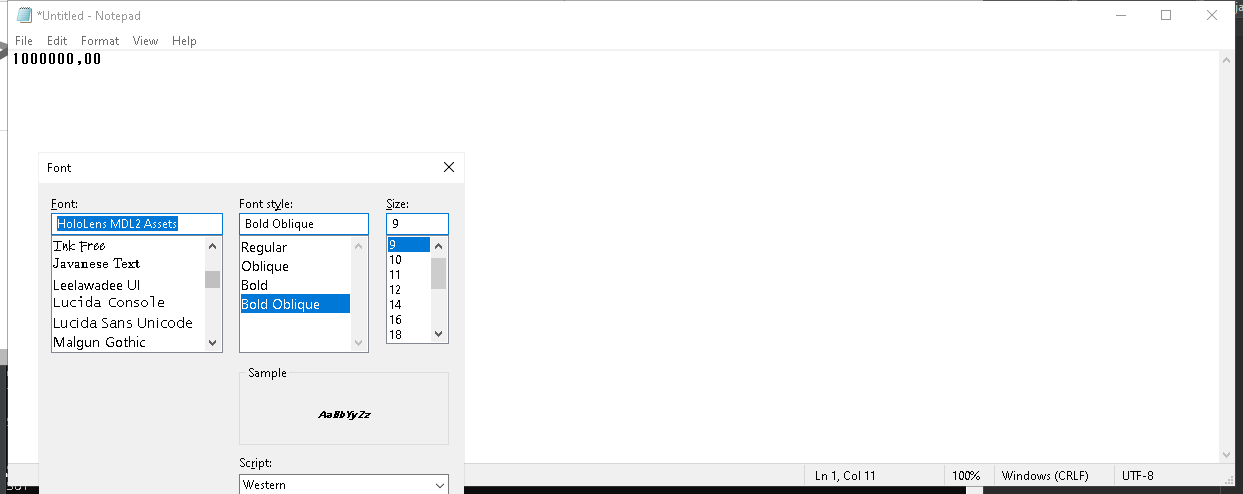 *Untitled - Notepad
File Edit Format View Help
1000000,00
Font
Font: Font style: Size:
HoloLens MDL2 Assets Bold Oblique 9
Ink Free Regular 9
Javanese Text Oblique 10
Leelawadee UI Bold 11
Lucida Console Bold Oblique 12
Lucida Sans Unicode 14
Malgun Gothic 16
18
Sample
AaBbYyZz
Script:
Western
Ln 1, Col 11 100% Windows (CRLF) UTF-8